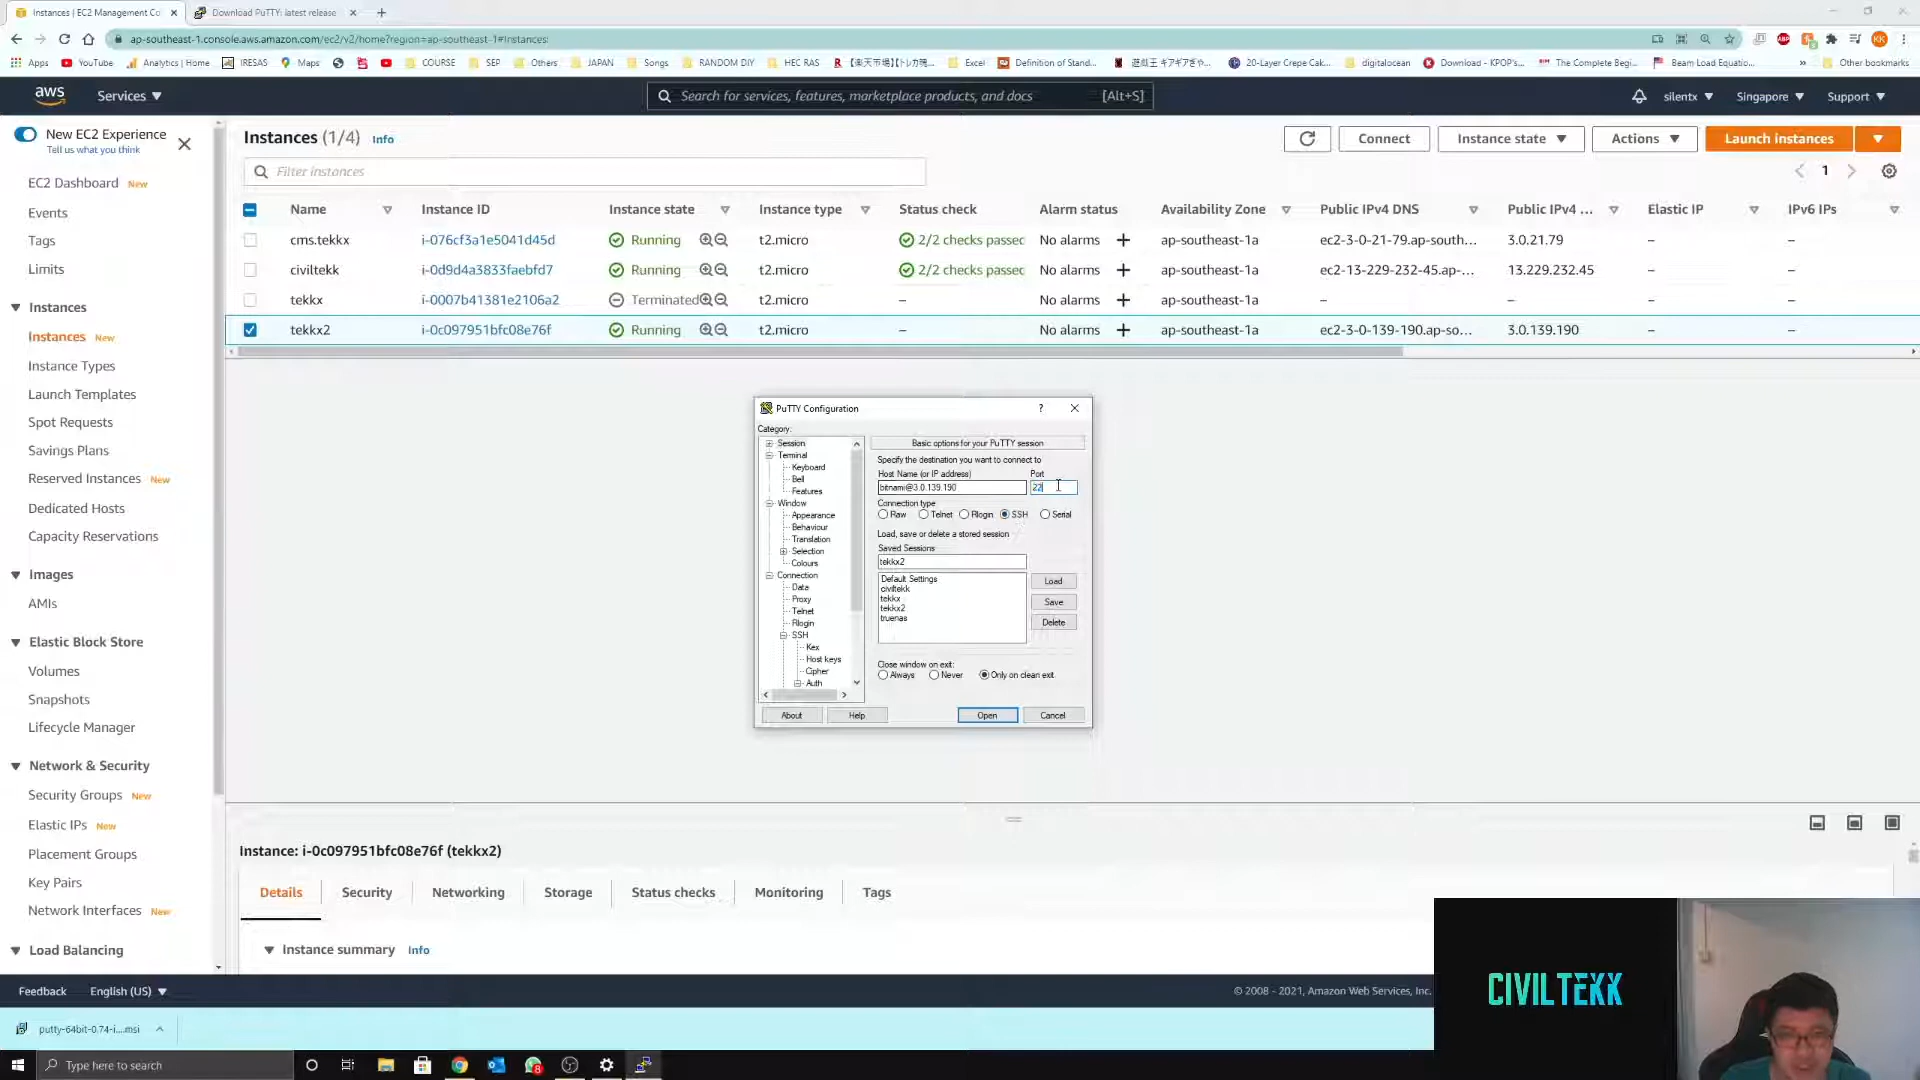 Instances | EC2 Management Co
Download PuTTY: latest release
ap-southeast-1.console.aws.amazon.com/ec2/v2/home?region=ap-southeast-1#Instances:
Apps YouTube Analytics | Home IRESAS Maps COURSE SEP Others JAPAN Songs RANDOM DIY HEC RAS Excel Definition of Stand... 20-Layer Crepe Cak... digitalocean Download - KPOP's... The Complete Begi... Beam Load Equatio... » Other bookmarks
aws Services Search for services, features, marketplace products, and docs [Alt+S] silentx Singapore Support
New EC2 Experience
Tell us what you think
EC2 Dashboard New
Events
Tags
Limits
Instances
Instances New
Instance Types
Launch Templates
Spot Requests
Savings Plans
Reserved Instances New
Dedicated Hosts
Capacity Reservations
Images
AMIs
Elastic Block Store
Volumes
Snapshots
Lifecycle Manager
Network & Security
Security Groups New
Elastic IPs New
Placement Groups
Key Pairs
Network Interfaces New
Load Balancing
Instances (1/4) Info
Connect Instance state Actions Launch instances
Filter instances
1
Name Instance ID Instance state Instance type Status check Alarm status Availability Zone Public IPv4 DNS Public IPv4 ... Elastic IP IPv6 IPs
cms.tekkx i-076cf3a1e5041d45d Running t2.micro 2/2 checks passec No alarms + ap-southeast-1a ec2-3-0-21-79.ap-south... 3.0.21.79 – –
civiltekk i-0d9d4a3833faebfd7 Running t2.micro 2/2 checks passec No alarms + ap-southeast-1a ec2-13-229-232-45.ap-... 13.229.232.45 – –
tekkx i-0007b41381e2106a2 Terminated t2.micro – No alarms + ap-southeast-1a – – – –
tekkx2 i-0c097951bfc08e76f Running t2.micro – No alarms + ap-southeast-1a ec2-3-0-139-190.ap-so... 3.0.139.190 – –
PuTTY Configuration ?
Category:
Session
Terminal
Keyboard
Bell
Features
Window
Appearance
Behaviour
Translation
Selection
Colours
Connection
Data
Proxy
Telnet
Rlogin
SSH
Kex
Host keys
Cipher
Auth
Basic options for your PuTTY session
Specify the destination you want to connect to
Host Name (or IP address) Port
bitnami@3.0.139.190 22
Connection type
Raw Telnet Rlogin SSH Serial
Load, save or delete a stored session
Saved Sessions
tekkx2
Default Settings
civiltekk
tekkx
tekkx2
truenas
Load
Save
Delete
Close window on exit:
Always Never Only on clean exit
About Help Open Cancel
Instance: i-0c097951bfc08e76f (tekkx2)
Details Security Networking Storage Status checks Monitoring Tags
Instance summary Info
Feedback English (US)
© 2008 - 2021, Amazon Web Services, Inc.
CIVILTEKK
putty-64bit-0.74-i....msi
Type here to search